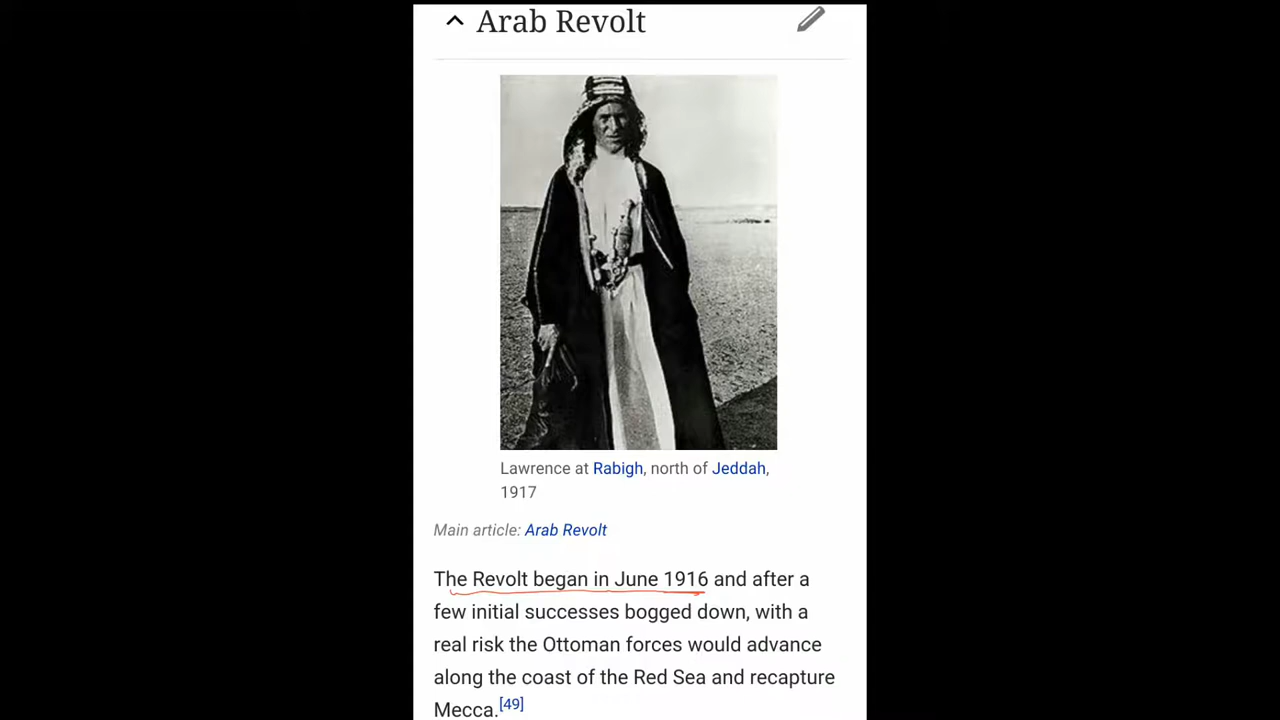 Arab Revolt
Lawrence at Rabigh, north of Jeddah,
1917
Main article: Arab Revolt
The Revolt began in June 1916 and after a
few initial successes bogged down, with a
real risk the Ottoman forces would advance
along the coast of the Red Sea and recapture
Mecca.[49]